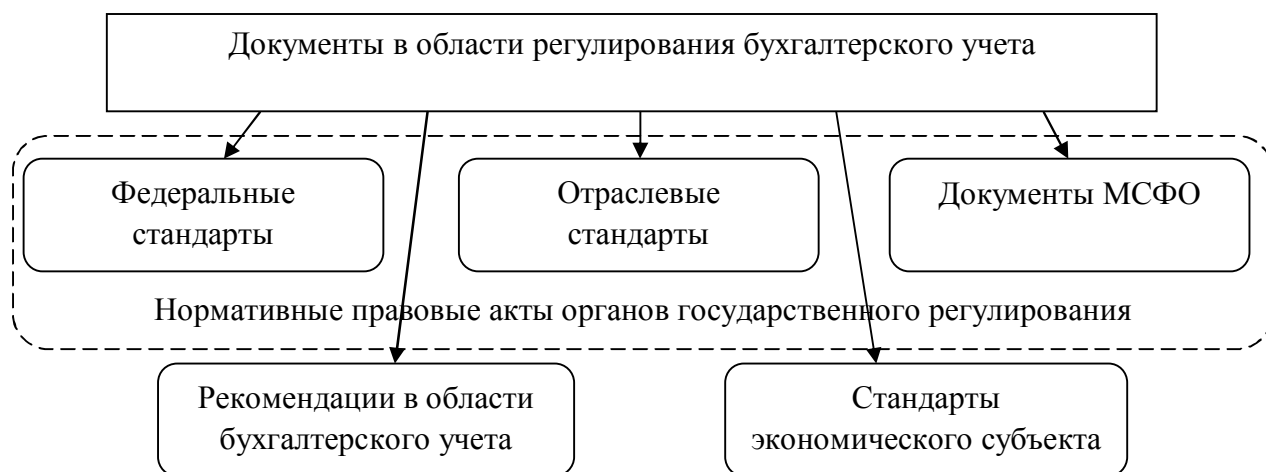 Документы в области регулирования бухгалтерского учета
Федеральные
стандарты
Отраслевые
стандарты
Документы МСФО
Нормативные правовые акты органов государственного регулирования
Рекомендации в области
бухгалтерского учета
Стандарты
экономического субъекта